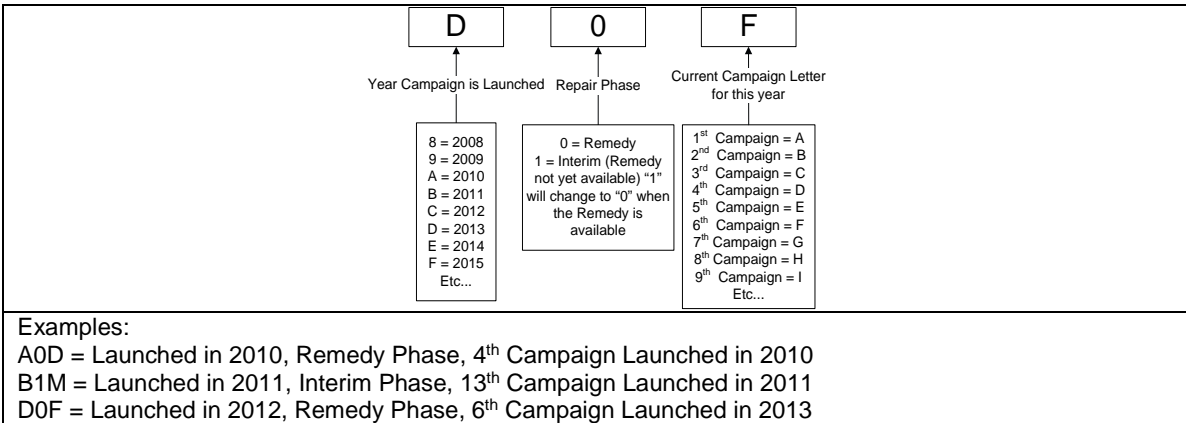 D 0 F
Year Campaign is Launched
Repair Phase
Current Campaign Letter
for this year
8 = 2008
9 = 2009
A = 2010
B = 2011
C = 2012
D = 2013
E = 2014
F = 2015
Etc...
0 = Remedy
1 = Interim (Remedy
not yet available) “1”
will change to “0” when
the Remedy is
available
1st Campaign = A
2nd Campaign = B
3rd Campaign = C
4th Campaign = D
5th Campaign = E
6th Campaign = F
7th Campaign = G
8th Campaign = H
9th Campaign = I
Etc...
Examples:
A0D = Launched in 2010, Remedy Phase, 4th Campaign Launched in 2010
B1M = Launched in 2011, Interim Phase, 13th Campaign Launched in 2011
D0F = Launched in 2012, Remedy Phase, 6th Campaign Launched in 2013